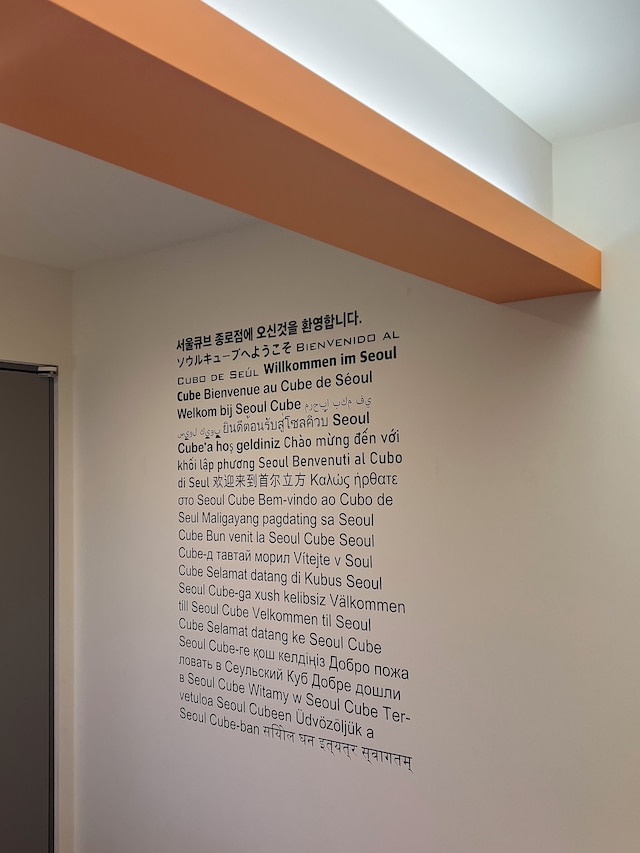 서울큐브 종로점에 오신것을 환영합니다.
ソウルキューブへようこそ BIENVENIDO AL
CUBO DE SEÚL Willkommen im Seoul
Cube Bienvenue au Cube de Séoul
Welkom bij Seoul Cube
ยินดีต้อนรับสู่โซลคิวบ์ Seoul
Cube'a hoş geldiniz Chào mừng đến với
khối lập phương Seoul Benvenuti al Cubo
di Seul 欢迎来到首尔立方 Καλώς ήρθατε
στο Seoul Cube Bem-vindo ao Cubo de
Seul Maligayang pagdating sa Seoul
Cube Bun venit la Seoul Cube Seoul
Cube-д тавтай морил Vítejte v Soul
Cube Selamat datang di Kubus Seoul
Seoul Cube-ga xush kelibsiz Välkommen
till Seoul Cube Velkommen til Seoul
Cube Selamat datang ke Seoul Cube
Seoul Cube-ге қош келдіңіз Добро пожа
ловать в Сеульский Куб Добре дошли
в Seoul Cube Witamy w Seoul Cube Ter-
vetuloa Seoul Cubeen Üdvözöljük a
Seoul Cube-ban